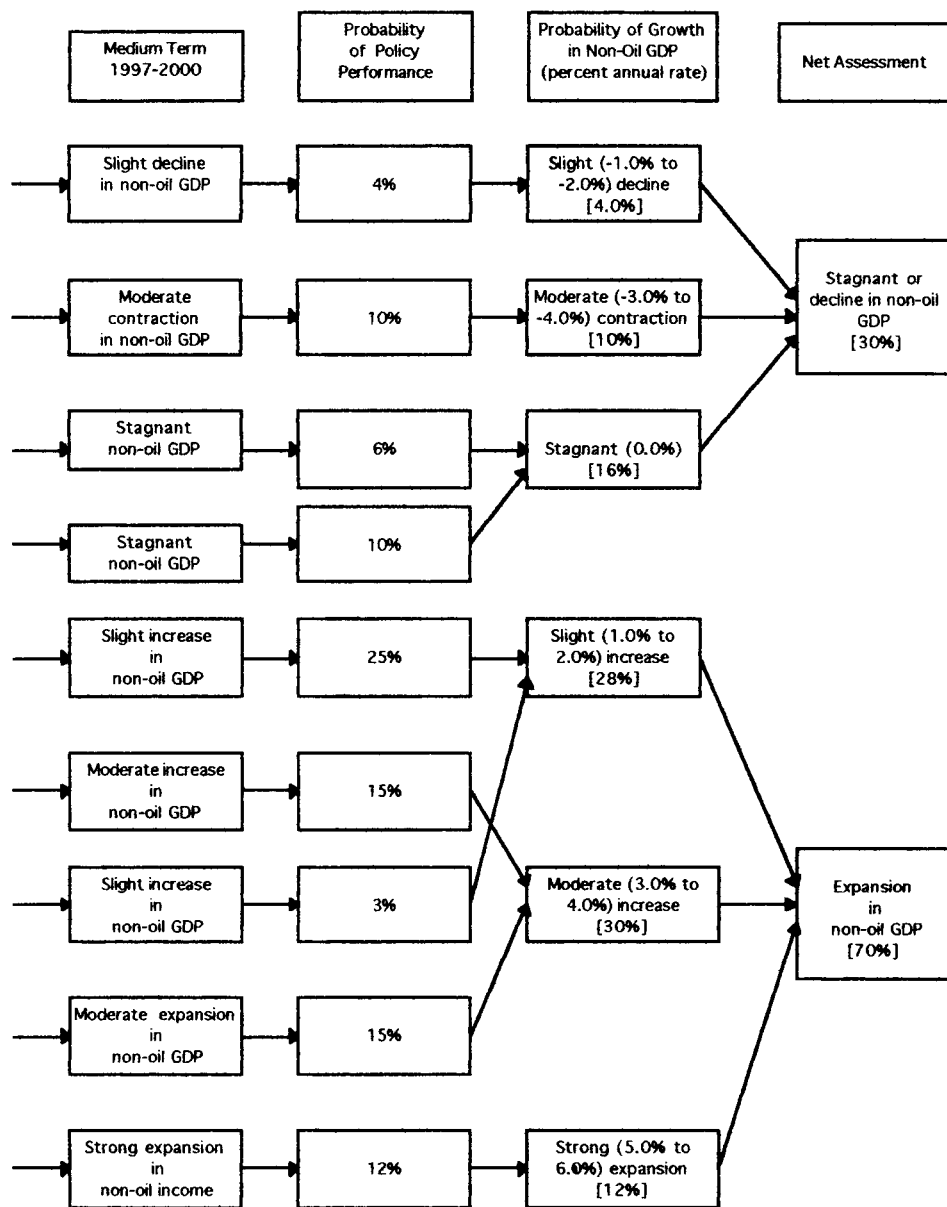 Medium Term
1997-2000
Probability
of Policy
Performance
Probability of Growth
in Non-Oil GDP
(percent annual rate)
Net Assessment
Slight decline
in non-oil GDP
4%
Slight (-1.0% to
-2.0%) decline
[4.0%]
Moderate
contraction
in non-oil GDP
10%
Moderate (-3.0% to
-4.0%) contraction
[10%]
Stagnant or
decline in non-oil
GDP
[30%]
Stagnant
non-oil GDP
6%
Stagnant (0.0%)
[16%]
Stagnant
non-oil GDP
10%
Slight increase
in
non-oil GDP
25%
Slight (1.0% to
2.0%) increase
[28%]
Moderate increase
in
non-oil GDP
15%
Slight increase
in
non-oil GDP
3%
Moderate (3.0% to
4.0%) increase
[30%]
Expansion
in
non-oil GDP
[70%]
Moderate expansion
in
non-oil GDP
15%
Strong expansion
in
non-oil income
12%
Strong (5.0% to
6.0%) expansion
[12%]